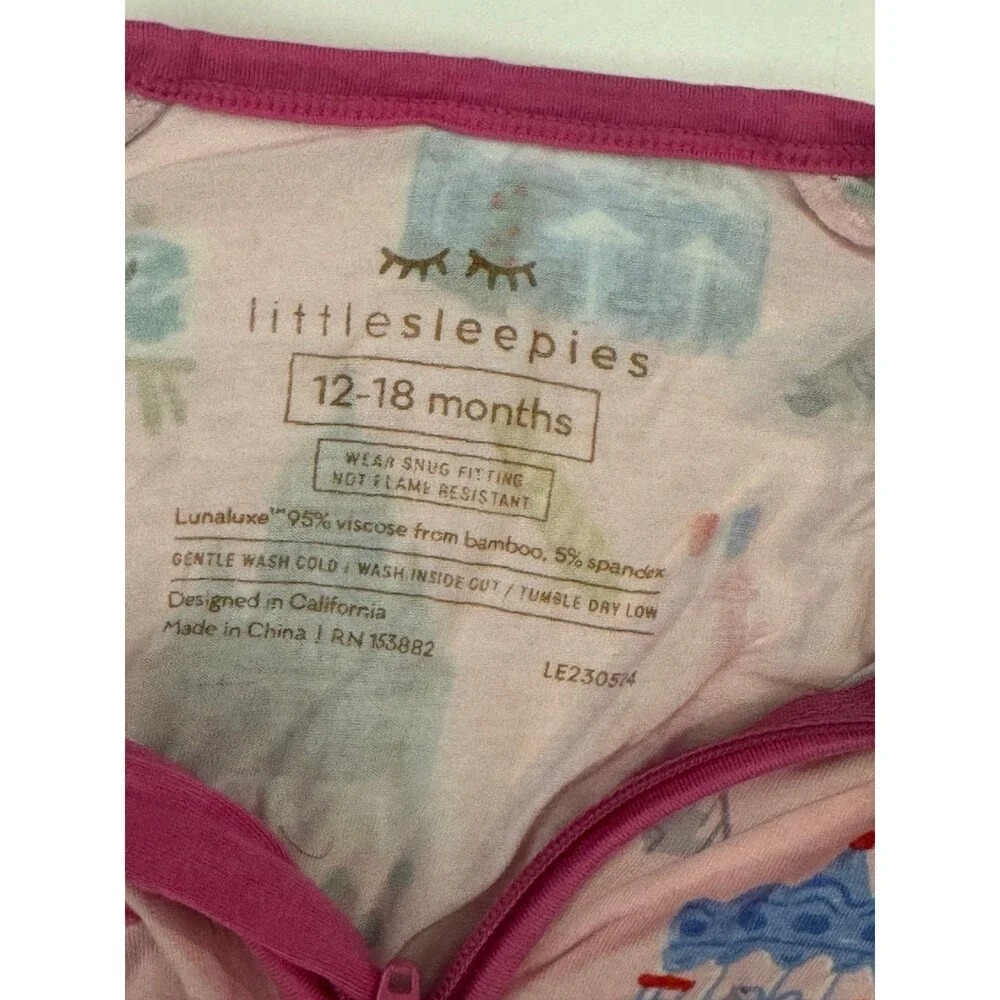 littlesleepies
12-18 months
WEAR SNUG FITTING
NOT FLAME RESISTANT
Lunaluxe™ 95% viscose from bamboo, 5% spandex
GENTLE WASH COLD / WASH INSIDE OUT / TUMBLE DRY LOW
Designed in California
Made in China | RN 153882
LE230524